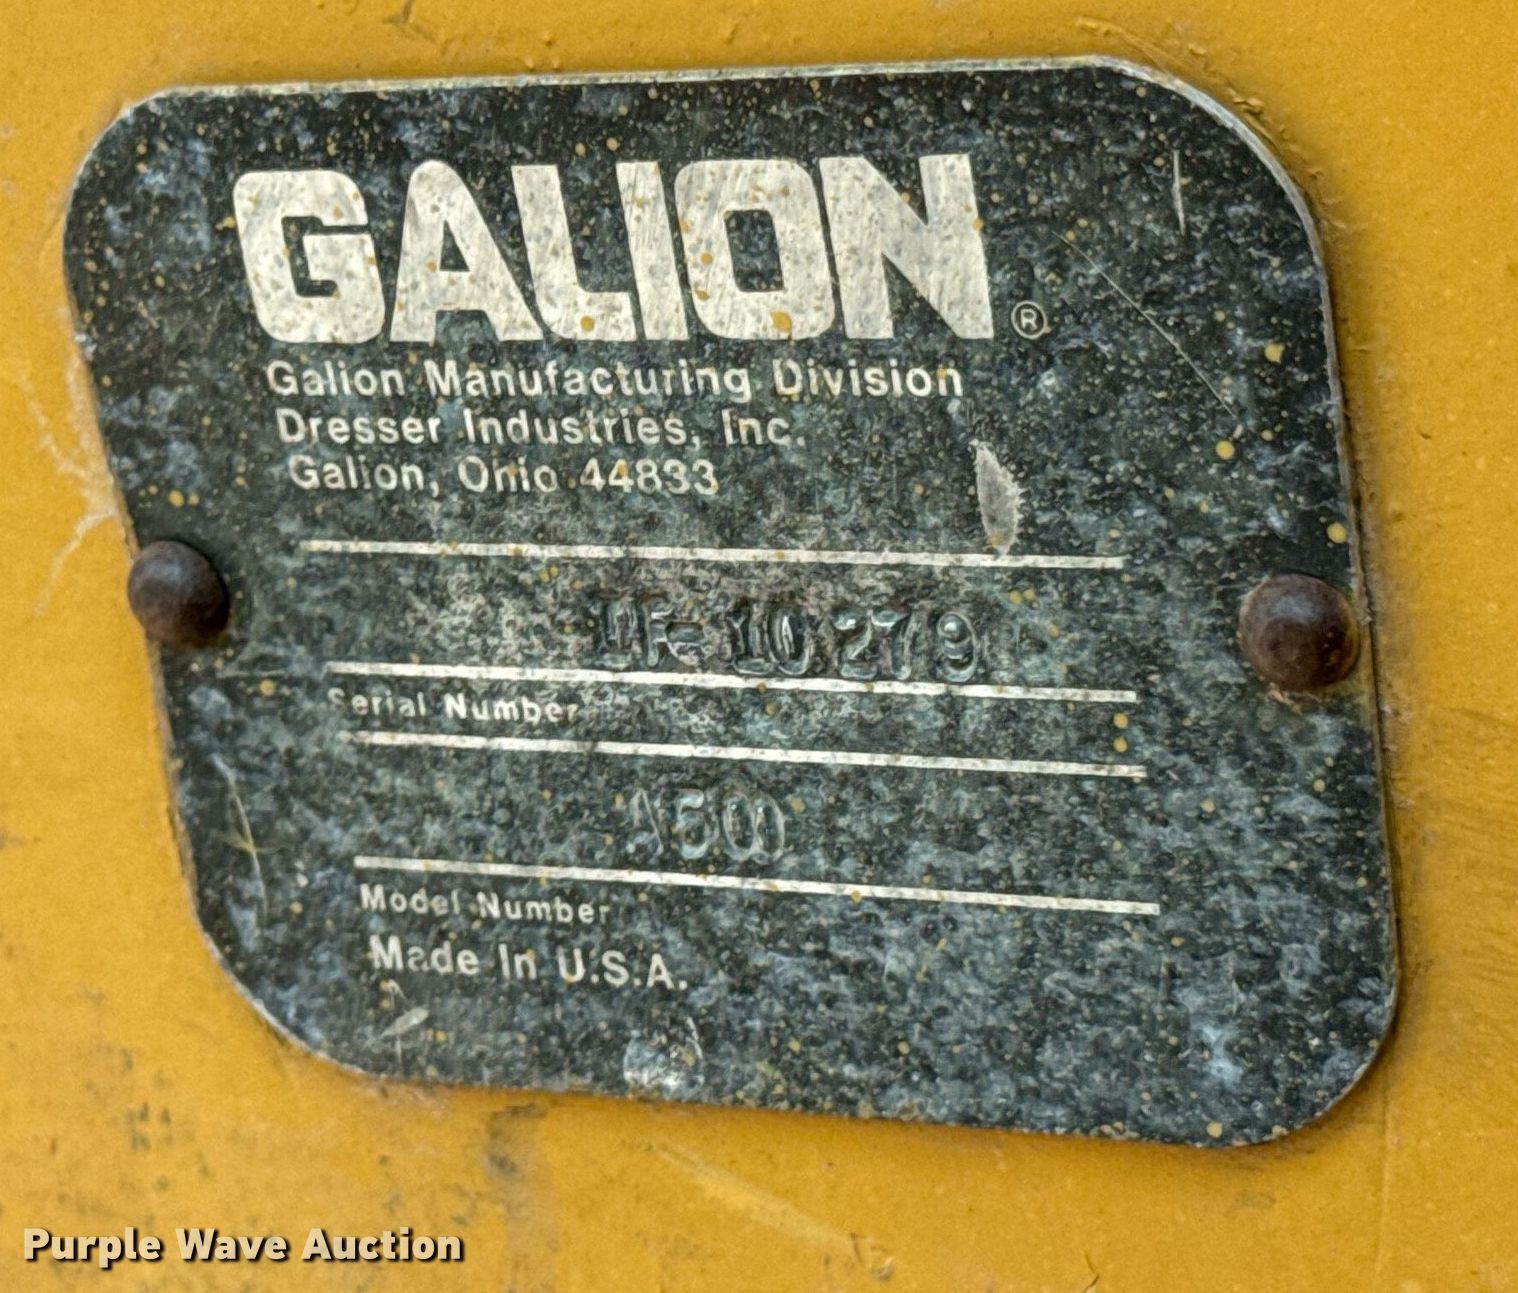 GALION ®
Galion Manufacturing Division
Dresser Industries, Inc.
Galion, Ohio 44833
Serial Number
Model Number
Made In U.S.A.
Purple Wave Auction